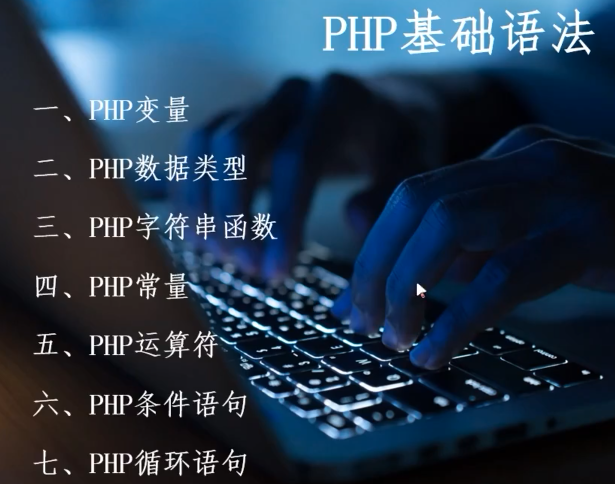 PHP基础语法
一、PHP变量
二、PHP数据类型
三、PHP字符串函数
四、PHP常量
五、PHP运算符
六、PHP条件语句
七、PHP循环语句